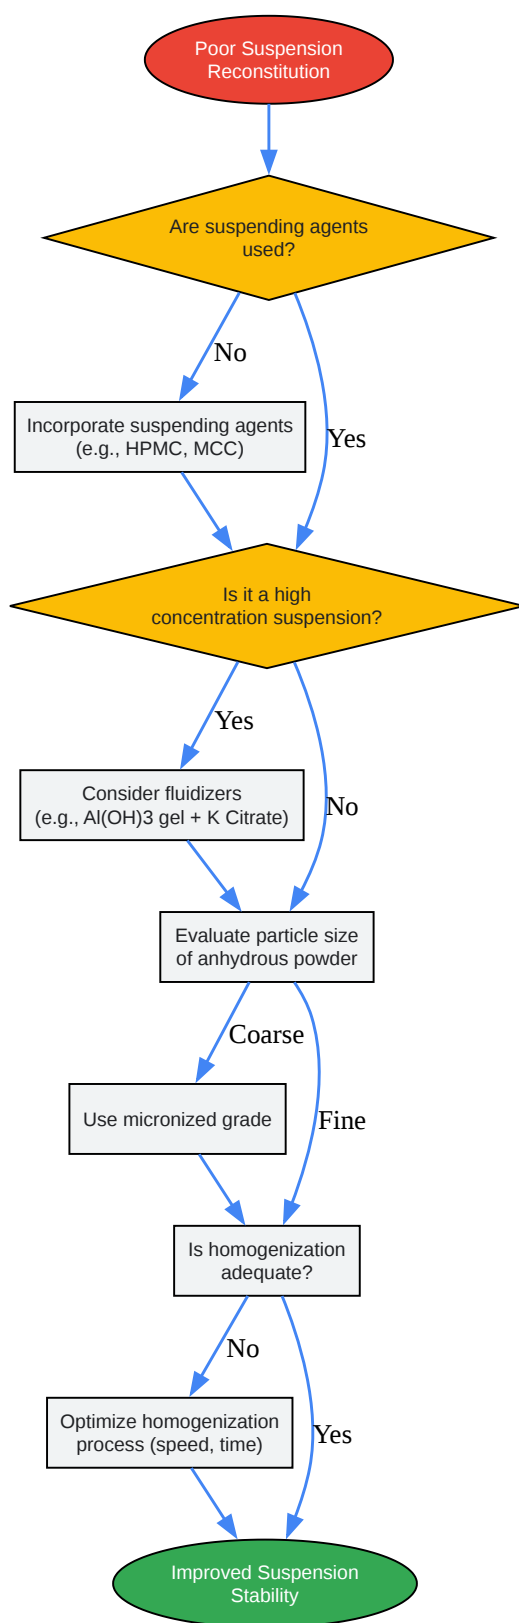 Poor Suspension
Reconstitution
Are suspending agents
used?
No
Incorporate suspending agents
(e.g., HPMC, MCC)
Yes
Is it a high
concentration suspension?
Yes
Consider fluidizers
(e.g., Al(OH)3 gel + K Citrate)
No
Evaluate particle size
of anhydrous powder
Coarse
Use micronized grade
Fine
Is homogenization
adequate?
No
Optimize homogenization
process (speed, time)
Yes
Improved Suspension
Stability